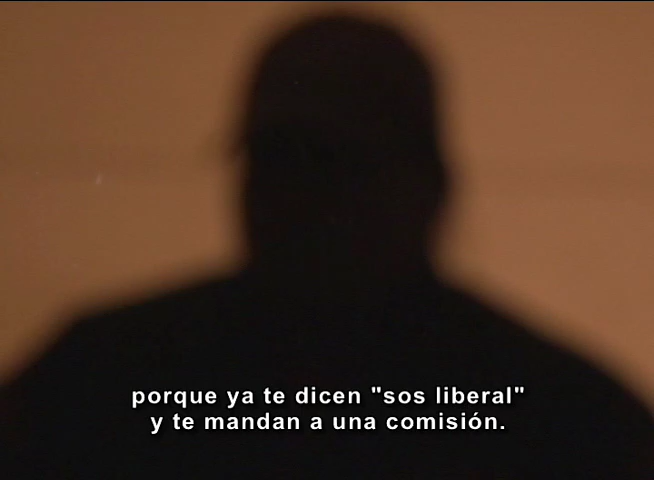 porque ya te dicen "sos liberal"
y te mandan a una comisión.